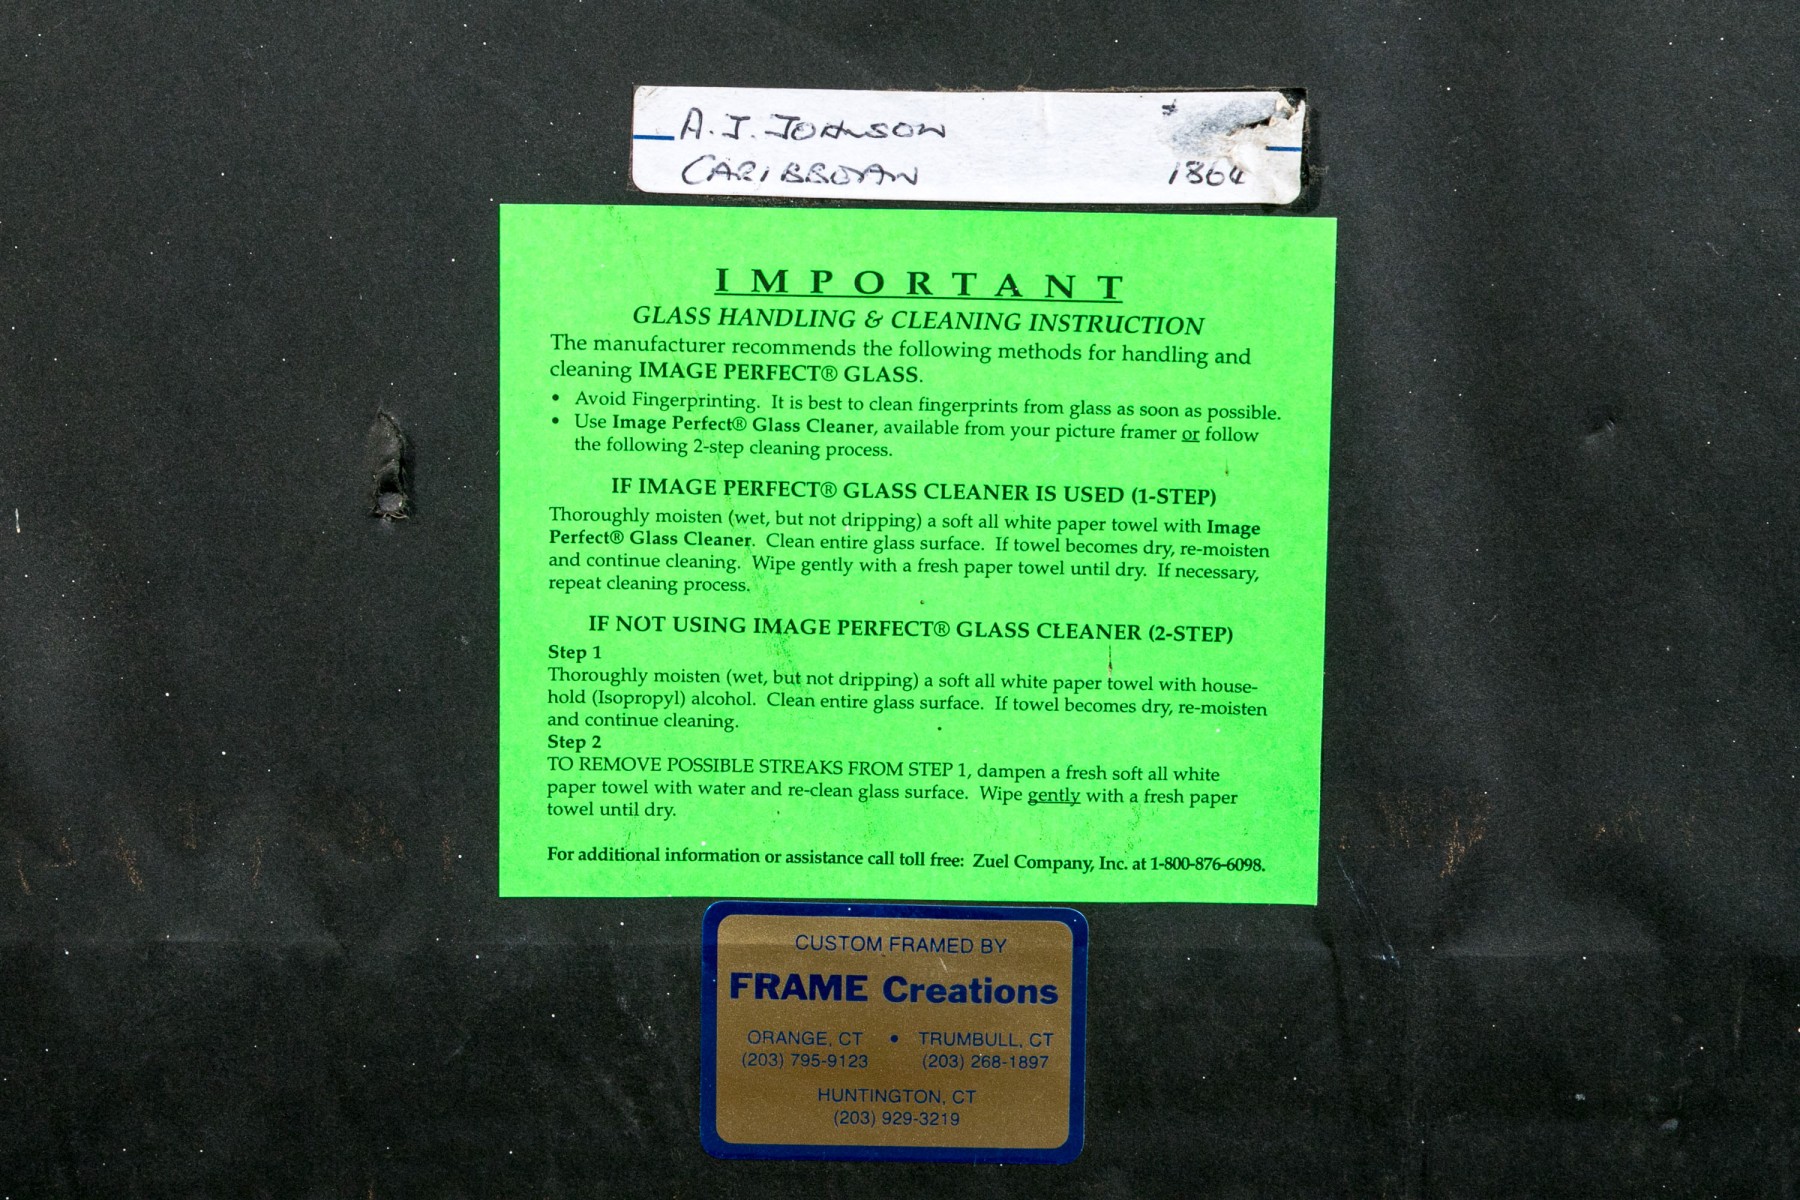 A. J. JOHNSON $
CARIBBEAN 1864
IMPORTANT
GLASS HANDLING & CLEANING INSTRUCTION
The manufacturer recommends the following methods for handling and
cleaning IMAGE PERFECT® GLASS.
• Avoid Fingerprinting. It is best to clean fingerprints from glass as soon as possible.
• Use Image Perfect® Glass Cleaner, available from your picture framer or follow
the following 2-step cleaning process.
IF IMAGE PERFECT® GLASS CLEANER IS USED (1-STEP)
Thoroughly moisten (wet, but not dripping) a soft all white paper towel with Image
Perfect® Glass Cleaner. Clean entire glass surface. If towel becomes dry, re-moisten
and continue cleaning. Wipe gently with a fresh paper towel until dry. If necessary,
repeat cleaning process.
IF NOT USING IMAGE PERFECT® GLASS CLEANER (2-STEP)
Step 1
Thoroughly moisten (wet, but not dripping) a soft all white paper towel with house-
hold (Isopropyl) alcohol. Clean entire glass surface. If towel becomes dry, re-moisten
and continue cleaning.
Step 2
TO REMOVE POSSIBLE STREAKS FROM STEP 1, dampen a fresh soft all white
paper towel with water and re-clean glass surface. Wipe gently with a fresh paper
towel until dry.
For additional information or assistance call toll free: Zuel Company, Inc. at 1-800-876-6098.
CUSTOM FRAMED BY
FRAME Creations
ORANGE, CT • TRUMBULL, CT
(203) 795-9123 (203) 268-1897
HUNTINGTON, CT
(203) 929-3219